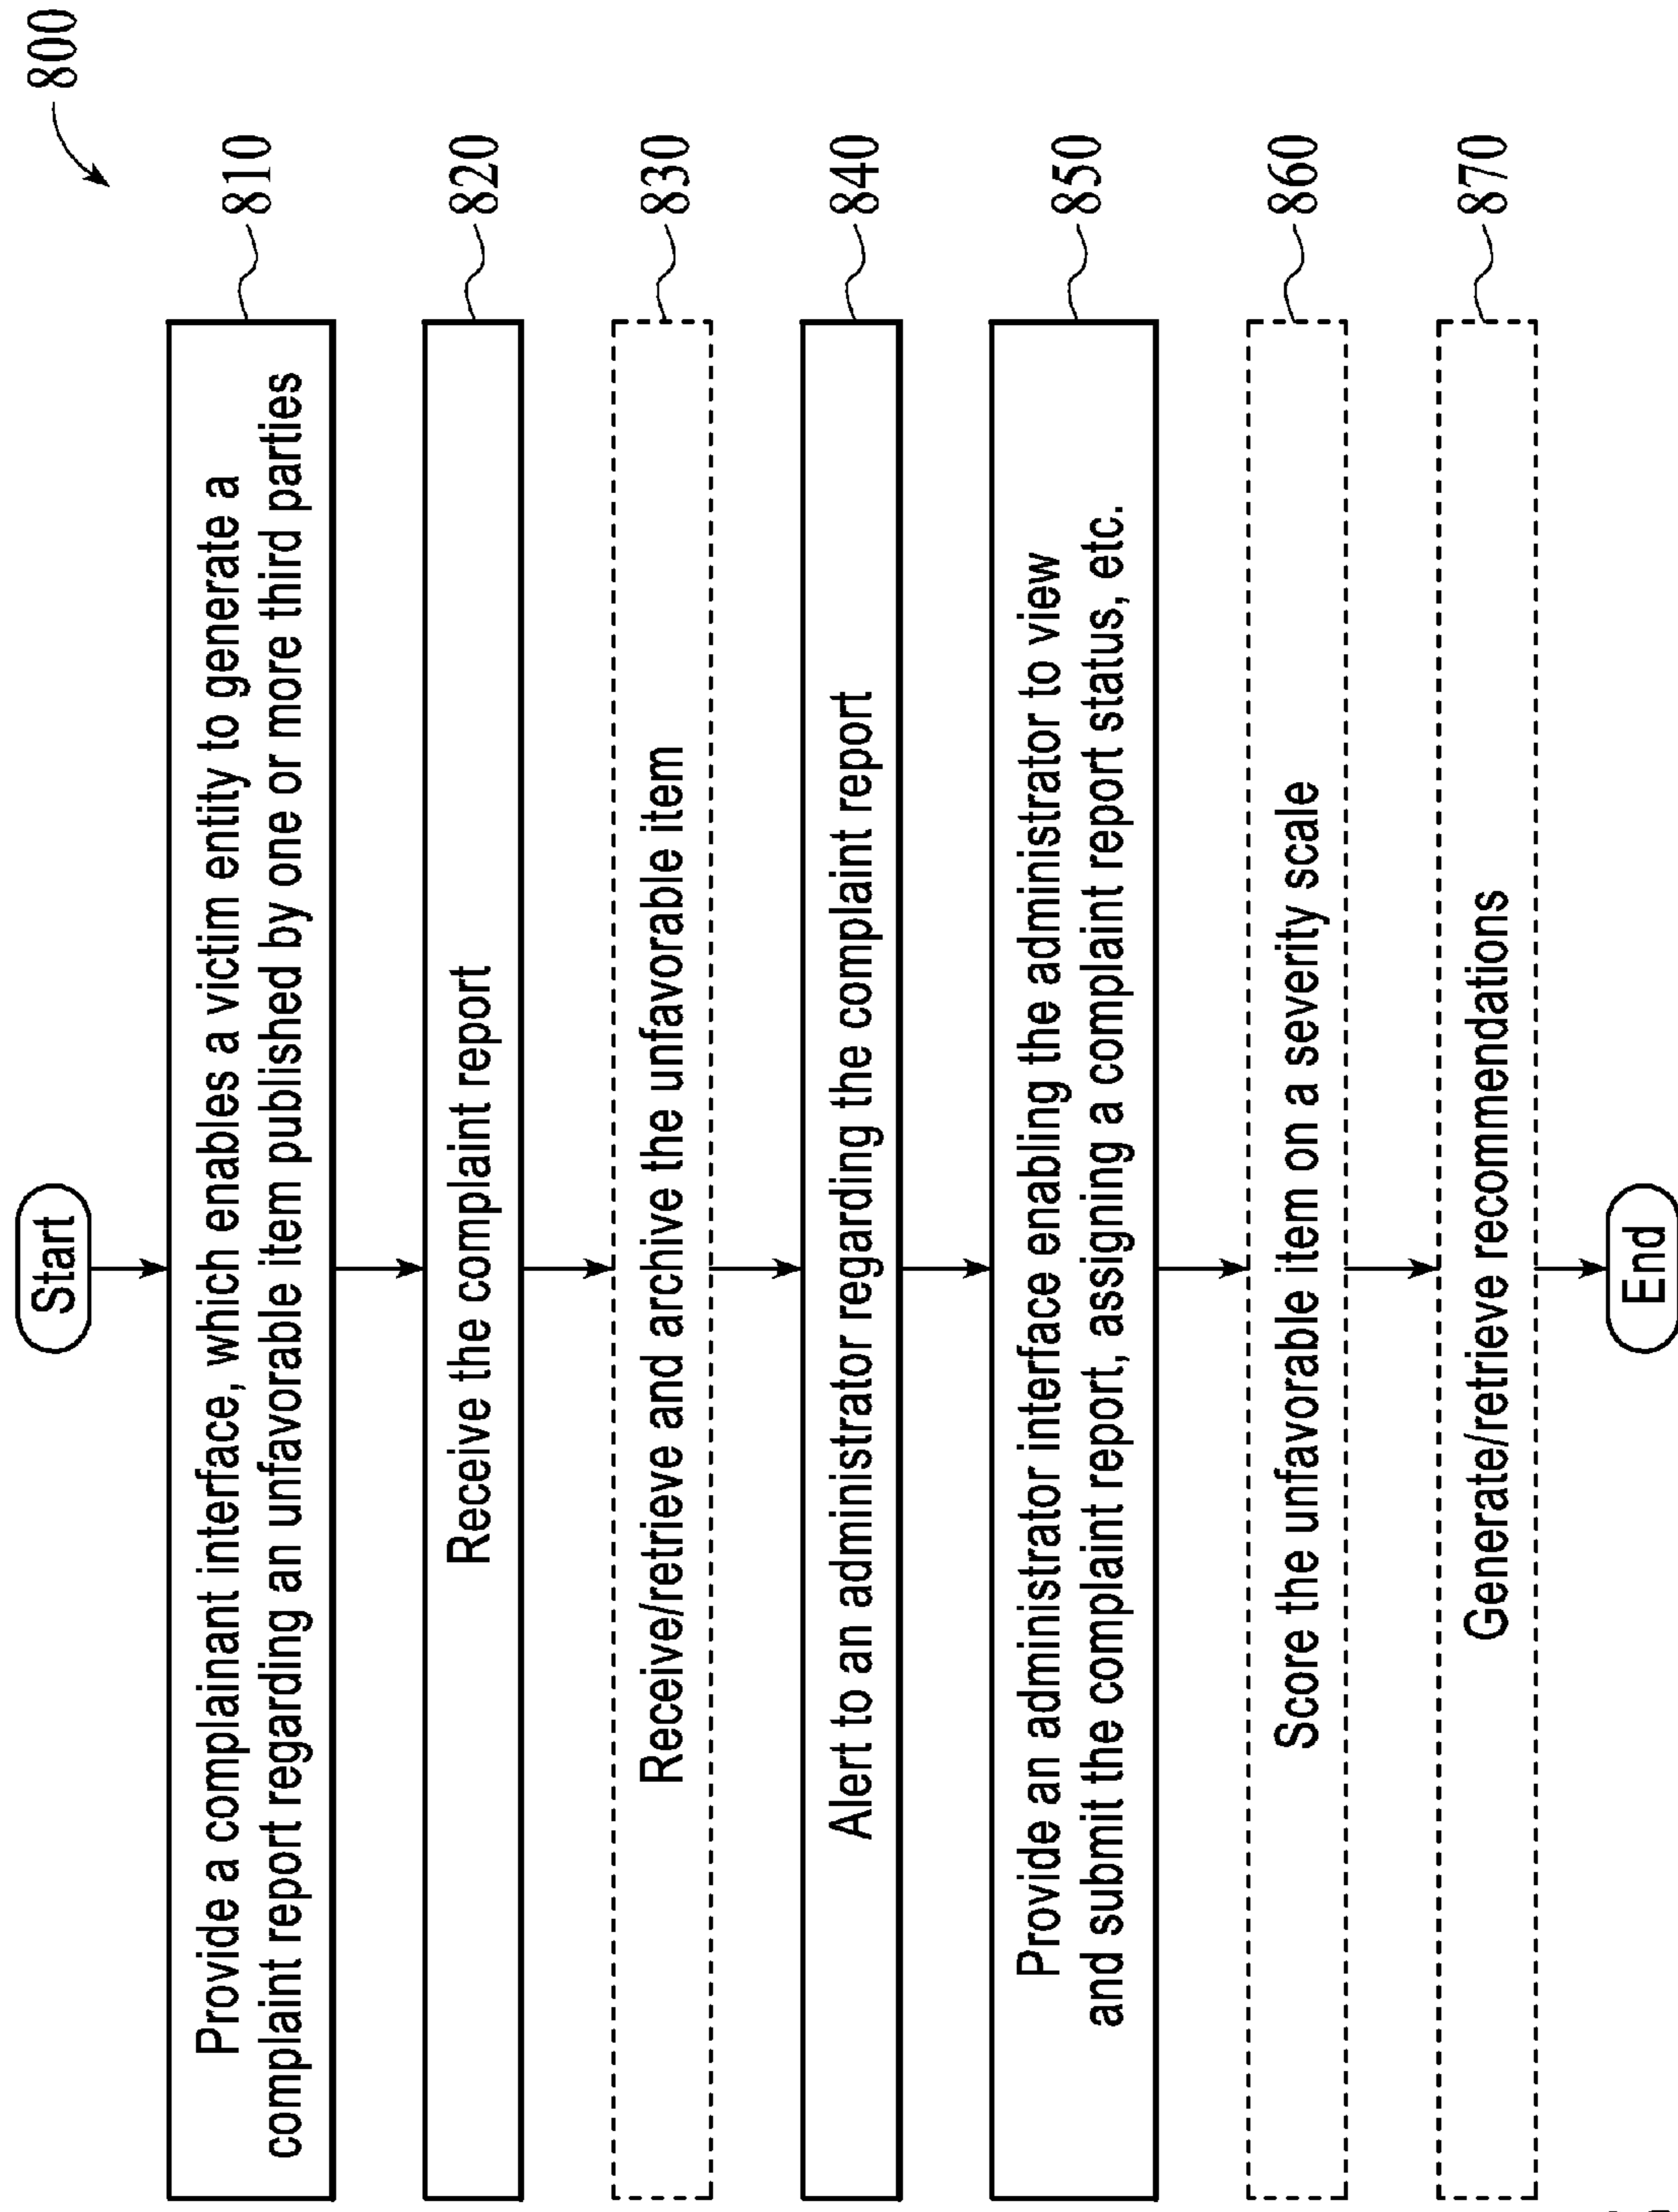 800
Start
Provide a complainant interface, which enables a victim entity to generate a
complaint report regarding an unfavorable item published by one or more third parties
810
Receive the complaint report
820
Receive/retrieve and archive the unfavorable item
830
Alert to an administrator regarding the complaint report
840
Provide an administrator interface enabling the administrator to view
and submit the complaint report, assigning a complaint report status, etc.
850
Score the unfavorable item on a severity scale
860
Generate/retrieve recommendations
870
End